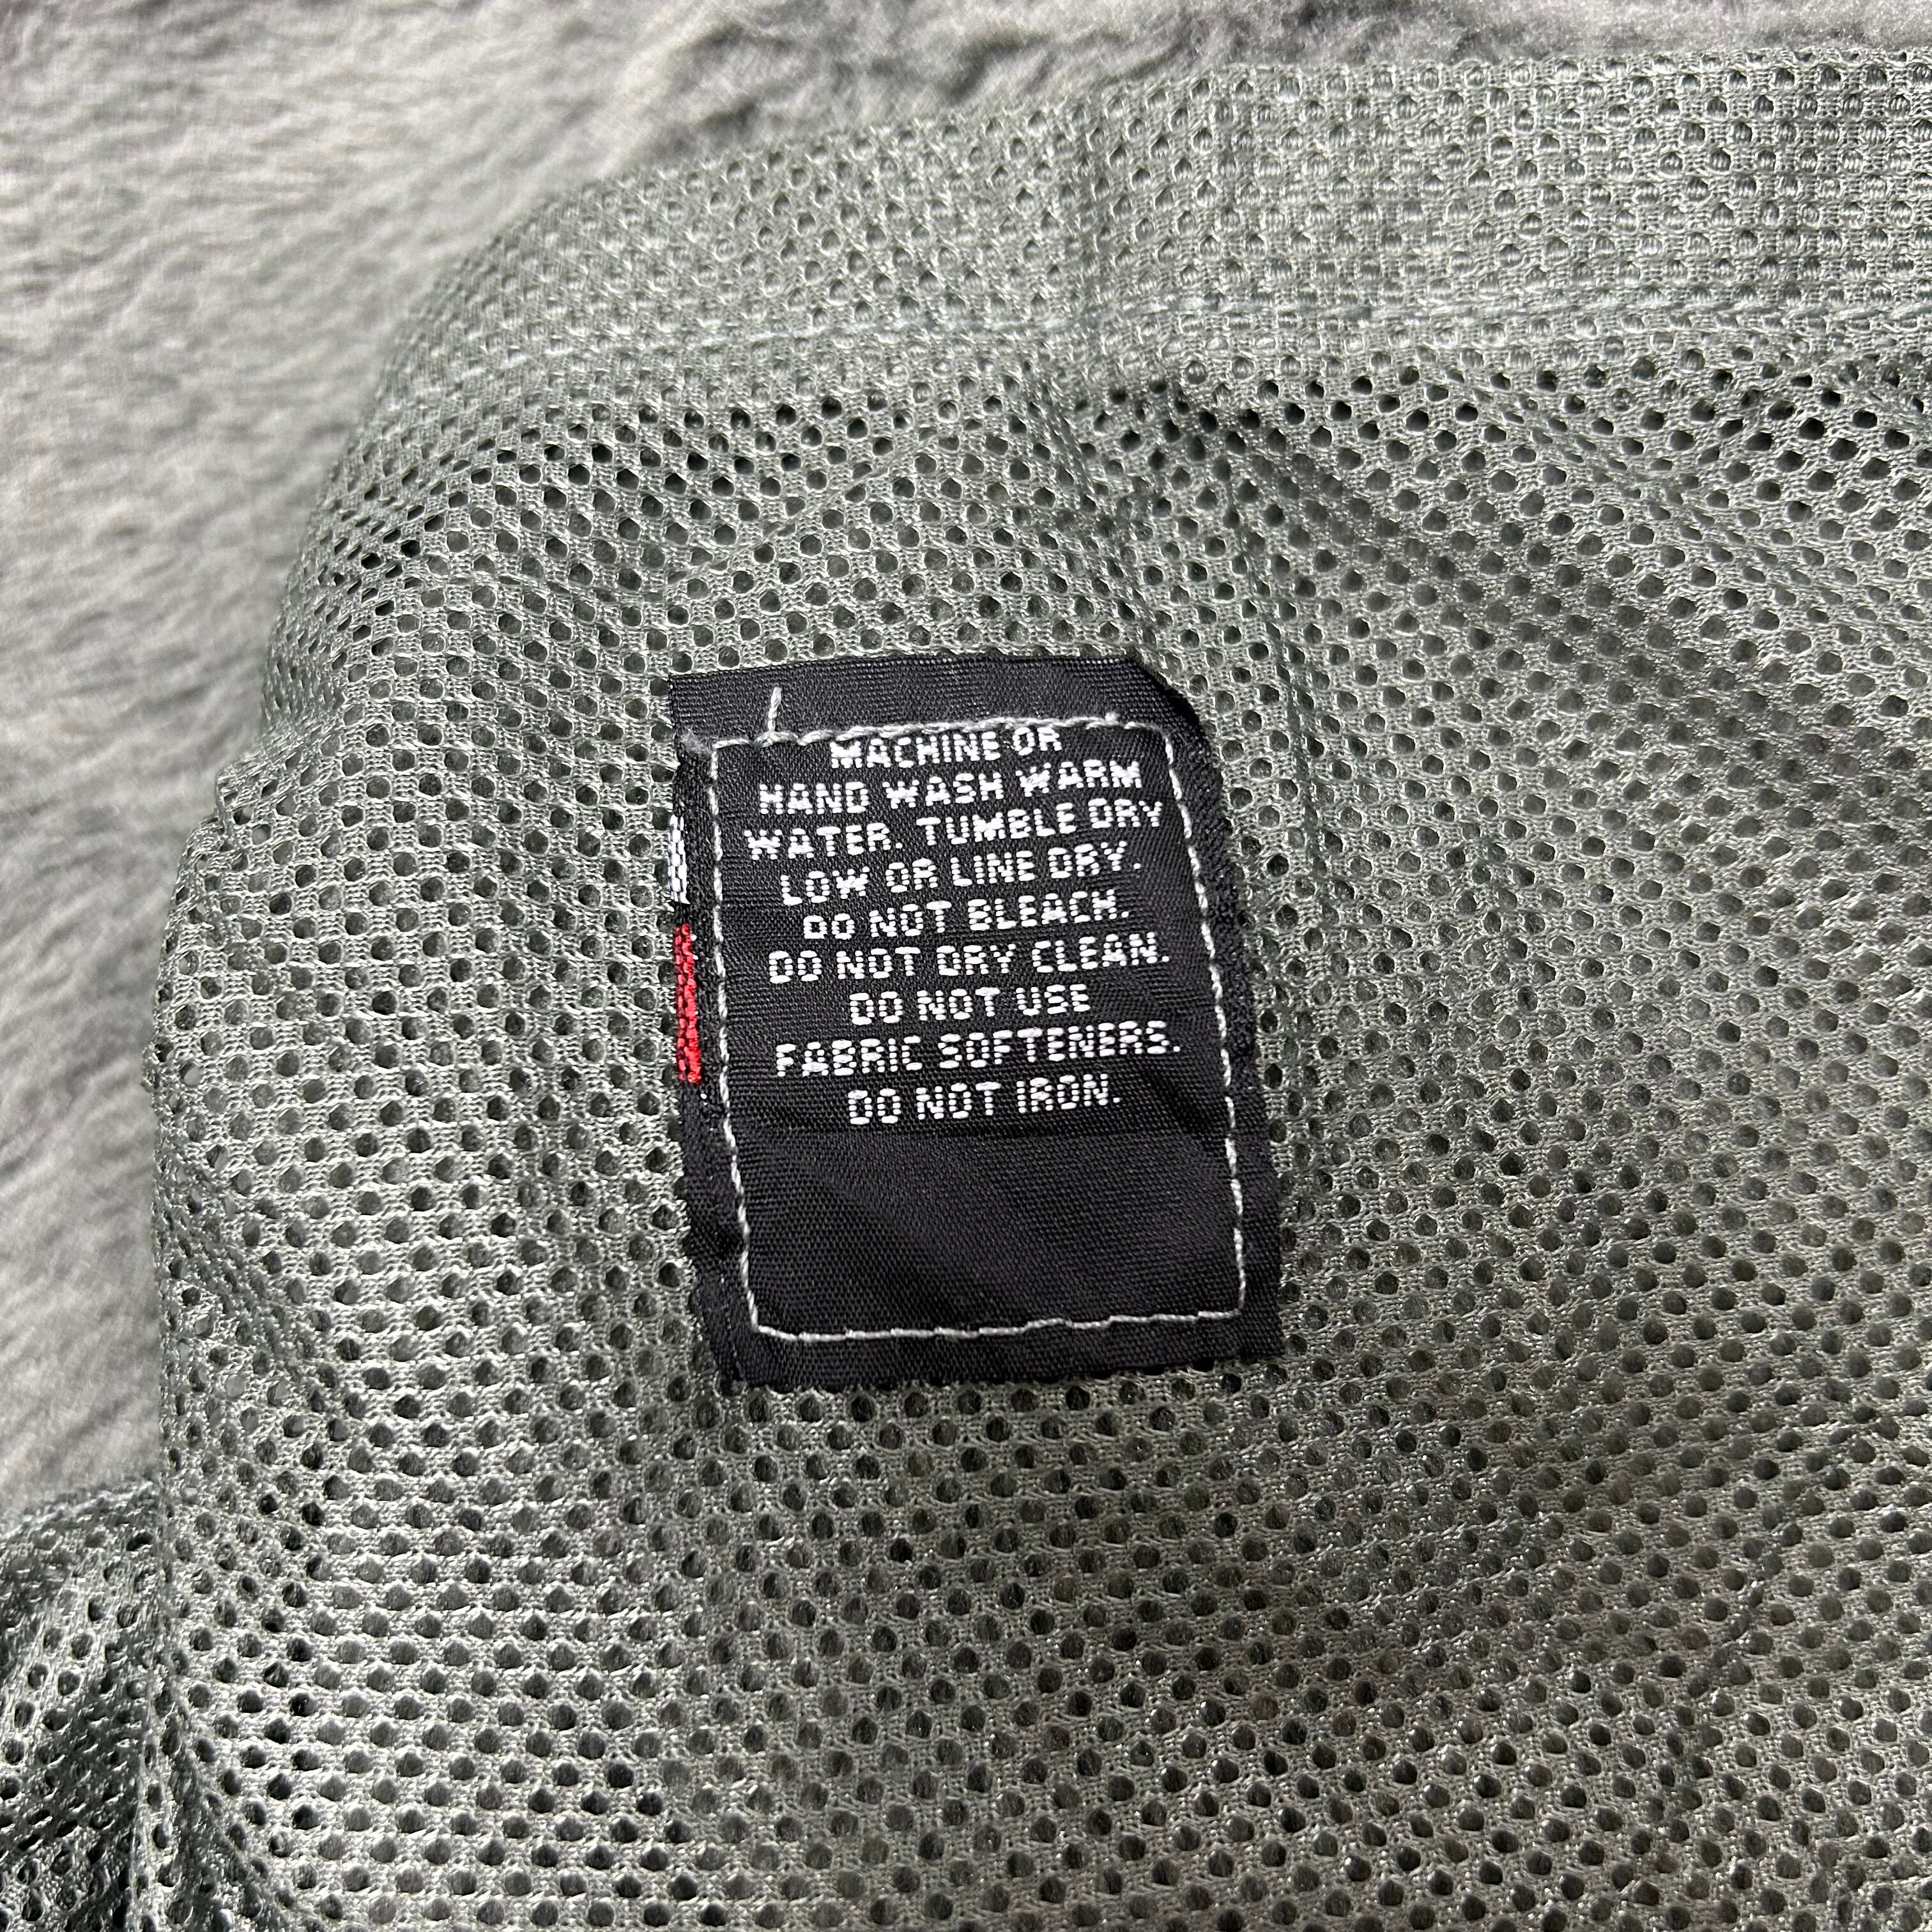 MACHINE OR
HAND WASH WARM
WATER. TUMBLE DRY
LOW OR LINE DRY.
DO NOT BLEACH.
DO NOT DRY CLEAN.
DO NOT USE
FABRIC SOFTENERS.
DO NOT IRON.